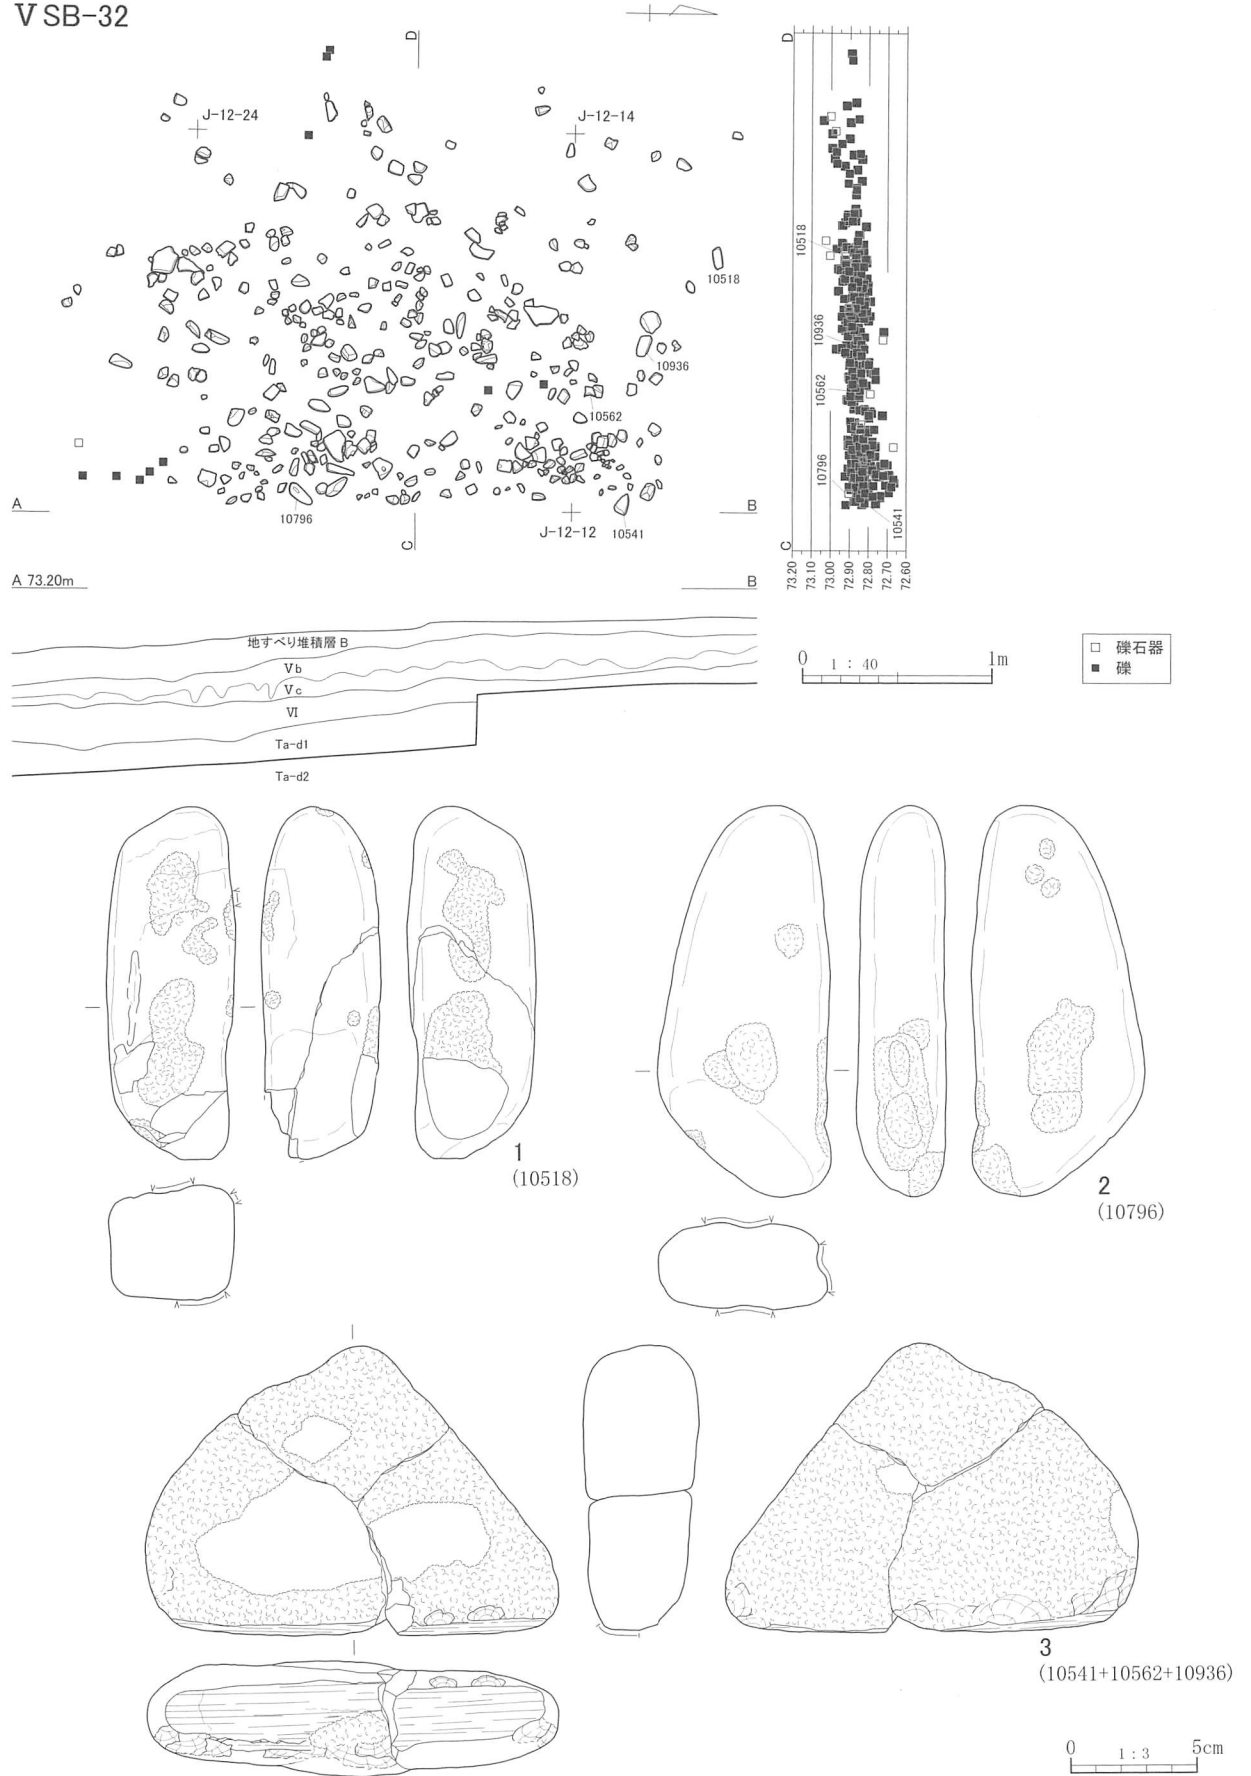 V SB-32
D
J-12-24
J-12-14
10518
10936
10562
A
B
10796
C
J-12-12
10541
D
10518
10936
10562
10796
10541
C
73.20
73.10
73.00
72.90
72.80
72.70
72.60
A 73.20m
B
地すべり堆積層 B
Vb
Vc
VI
Ta-d1
Ta-d2
0 1 : 40 1m
□ 礫石器
■ 礫
1
(10518)
2
(10796)
3
(10541+10562+10936)
0 1 : 3 5cm